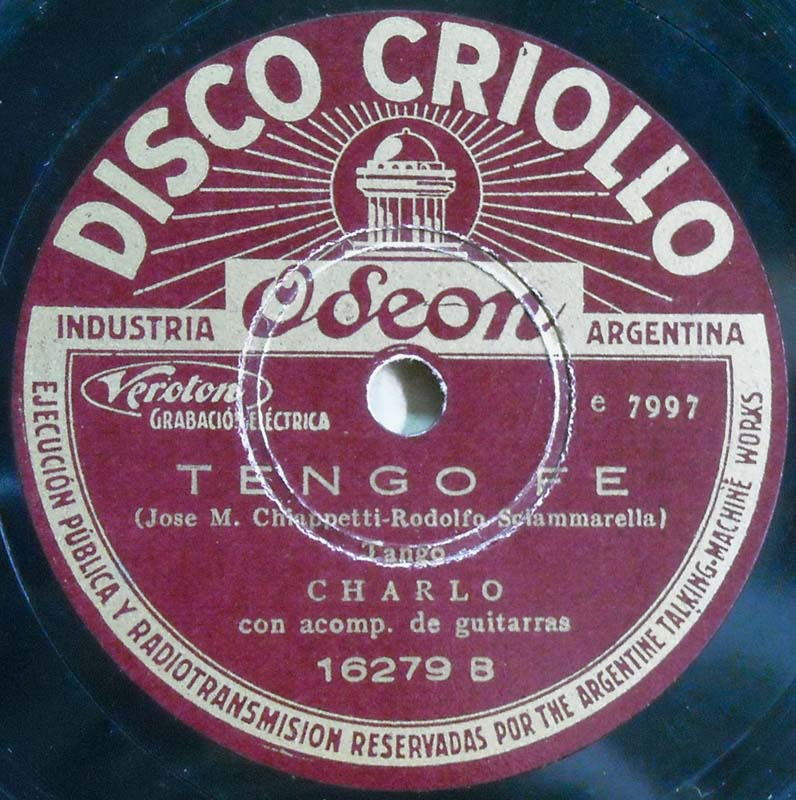 DISCO CRIOLLO
Odeon
INDUSTRIA ARGENTINA
Veroton
GRABACIÓN ELÉCTRICA
e 7997
TENGO FE
(Jose M. Chiappetti-Rodolfo Sciammarella)
Tango
CHARLO
con acomp. de guitarras
16279 B
EJECUCIÓN PÚBLICA Y RADIOTRANSMISION RESERVADAS POR THE ARGENTINE TALKING-MACHINE WORKS